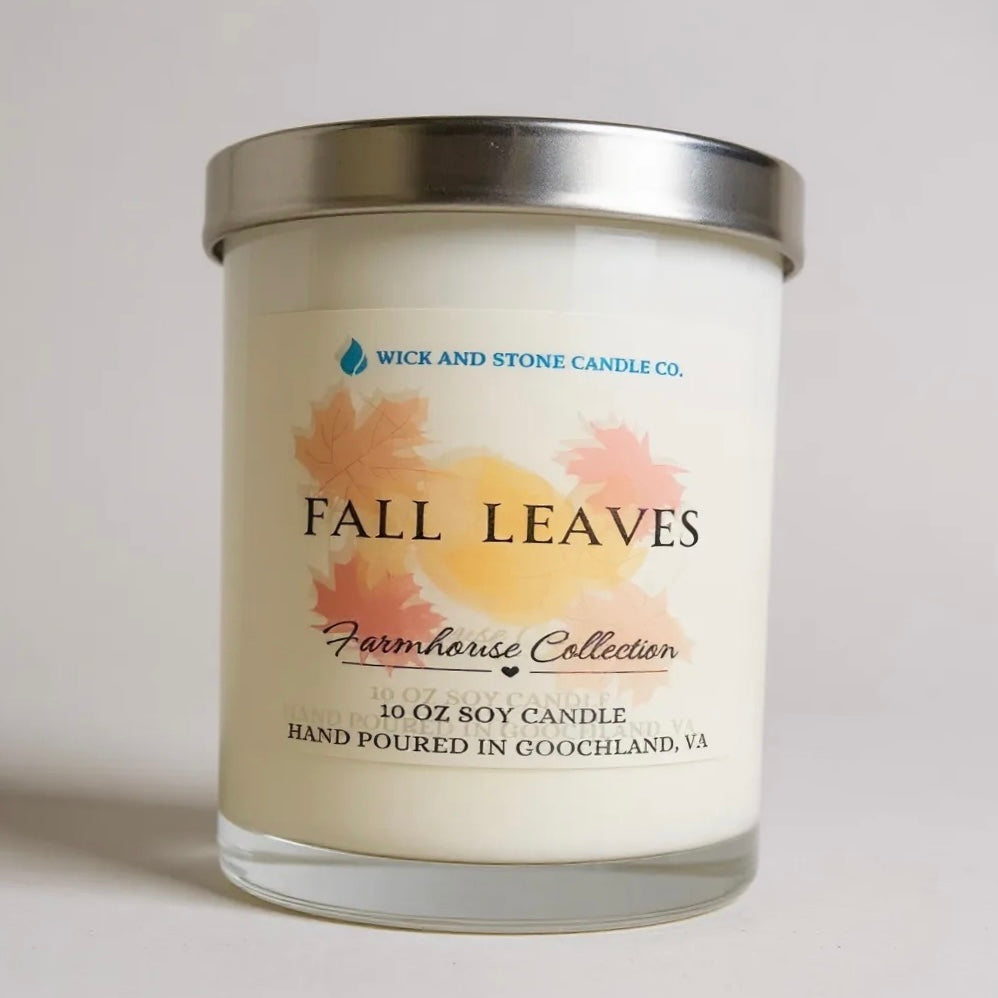 WICK AND STONE CANDLE CO.
FALL LEAVES
Farmhouse Collection
10 OZ SOY CANDLE
HAND POURED IN GOOCHLAND, VA